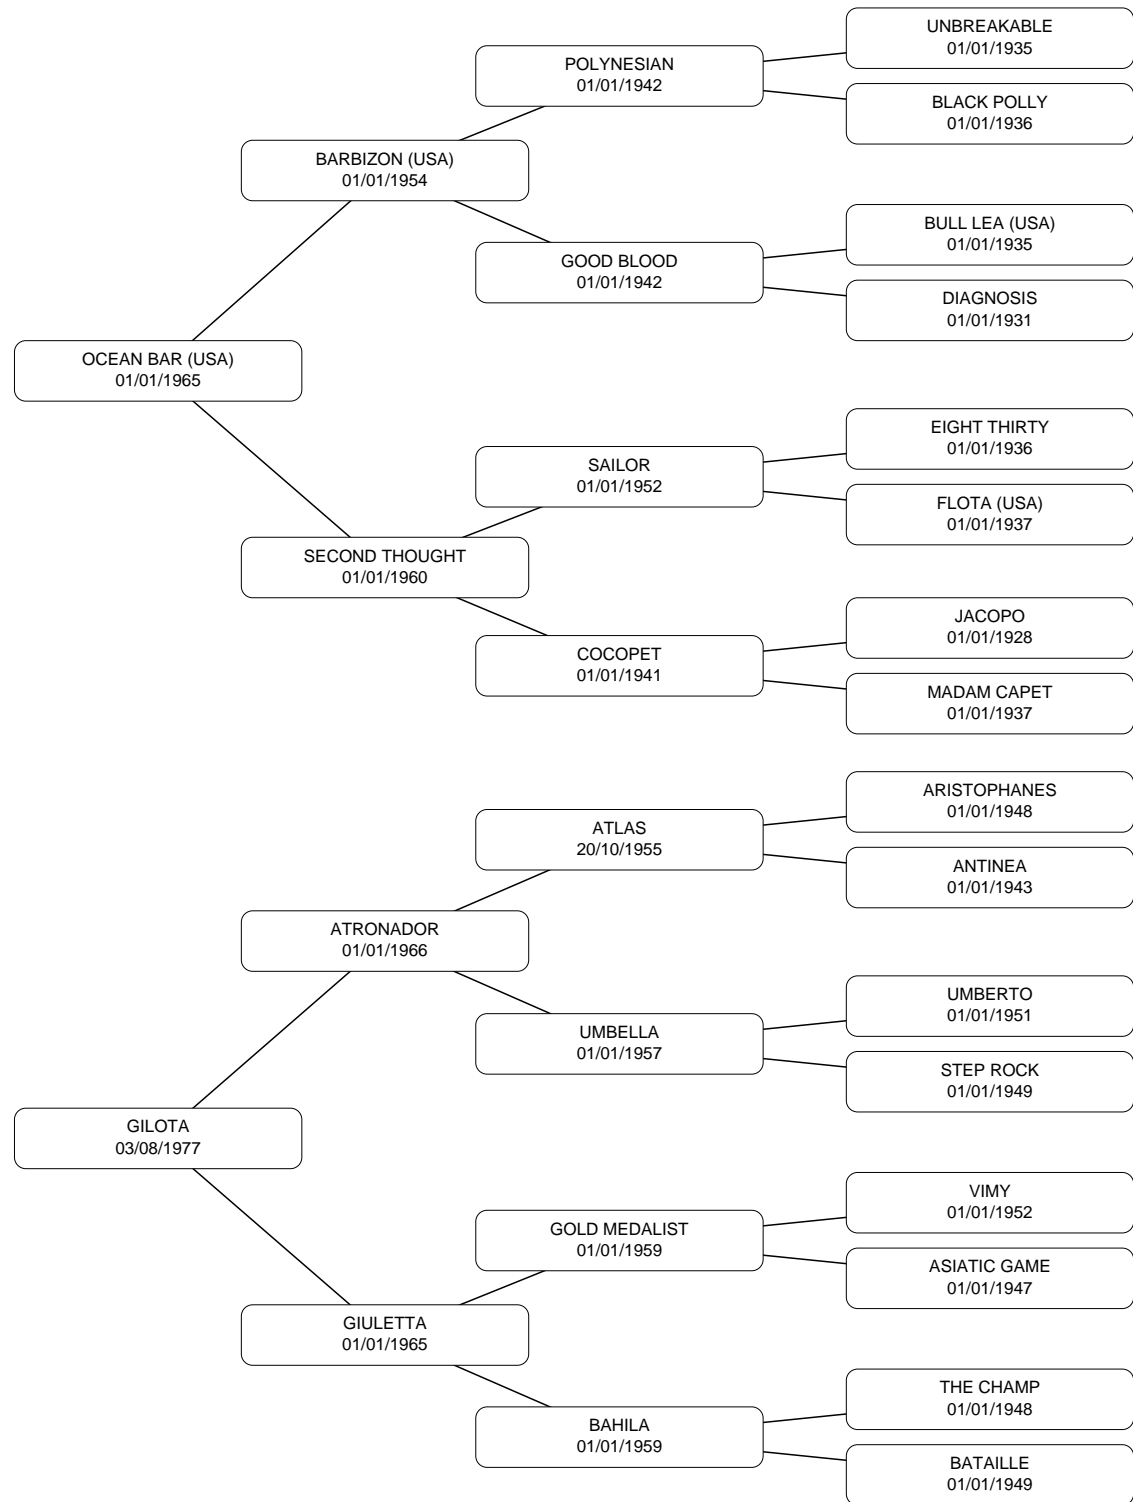 UNBREAKABLE
01/01/1935
POLYNESIAN
01/01/1942
BLACK POLLY
01/01/1936
BARBIZON (USA)
01/01/1954
BULL LEA (USA)
01/01/1935
GOOD BLOOD
01/01/1942
DIAGNOSIS
01/01/1931
OCEAN BAR (USA)
01/01/1965
EIGHT THIRTY
01/01/1936
SAILOR
01/01/1952
FLOTA (USA)
01/01/1937
SECOND THOUGHT
01/01/1960
JACOPO
01/01/1928
COCOPET
01/01/1941
MADAM CAPET
01/01/1937
ARISTOPHANES
01/01/1948
ATLAS
20/10/1955
ANTINEA
01/01/1943
ATRONADOR
01/01/1966
UMBERTO
01/01/1951
UMBELLA
01/01/1957
STEP ROCK
01/01/1949
GILOTA
03/08/1977
VIMY
01/01/1952
GOLD MEDALIST
01/01/1959
ASIATIC GAME
01/01/1947
GIULETTA
01/01/1965
THE CHAMP
01/01/1948
BAHILA
01/01/1959
BATAILLE
01/01/1949